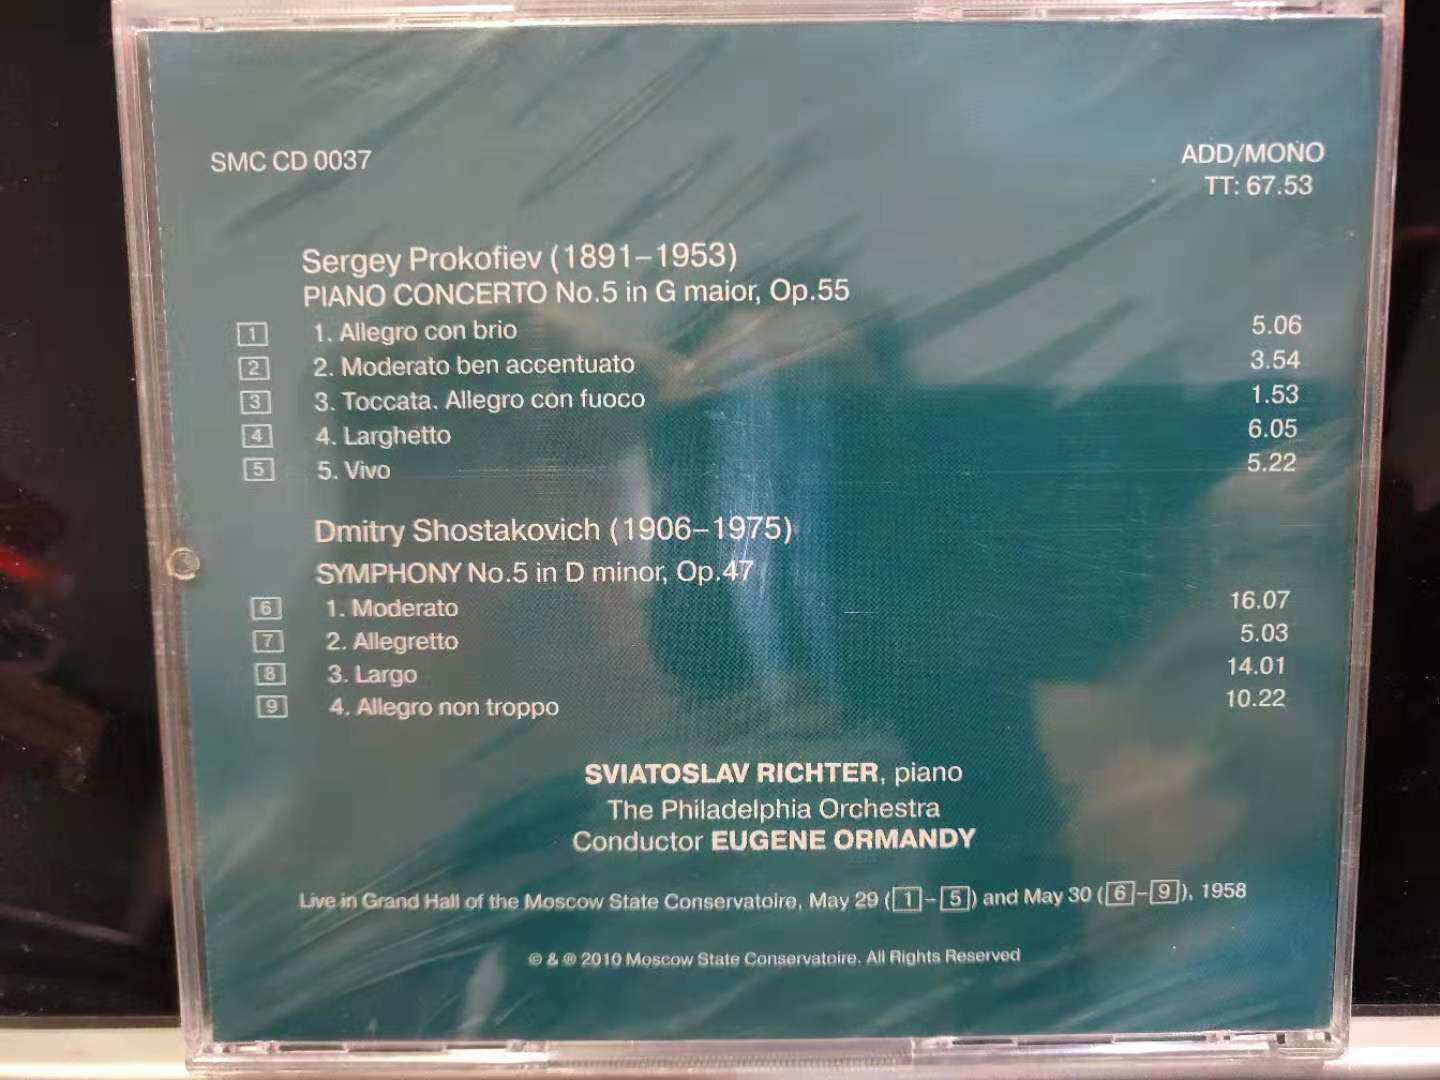 SMC CD 0037
ADD/MONO
TT: 67.53
Sergey Prokofiev (1891–1953)
PIANO CONCERTO No.5 in G maior, Op.55
1 1. Allegro con brio 5.06
2 2. Moderato ben accentuato 3.54
3 3. Toccata. Allegro con fuoco 1.53
4 4. Larghetto 6.05
5 5. Vivo 5.22
Dmitry Shostakovich (1906–1975)
SYMPHONY No.5 in D minor, Op.47
6 1. Moderato 16.07
7 2. Allegretto 5.03
8 3. Largo 14.01
9 4. Allegro non troppo 10.22
SVIATOSLAV RICHTER, piano
The Philadelphia Orchestra
Conductor EUGENE ORMANDY
Live in Grand Hall of the Moscow State Conservatoire, May 29 (1–5) and May 30 (6–9), 1958
© & ℗ 2010 Moscow State Conservatoire. All Rights Reserved